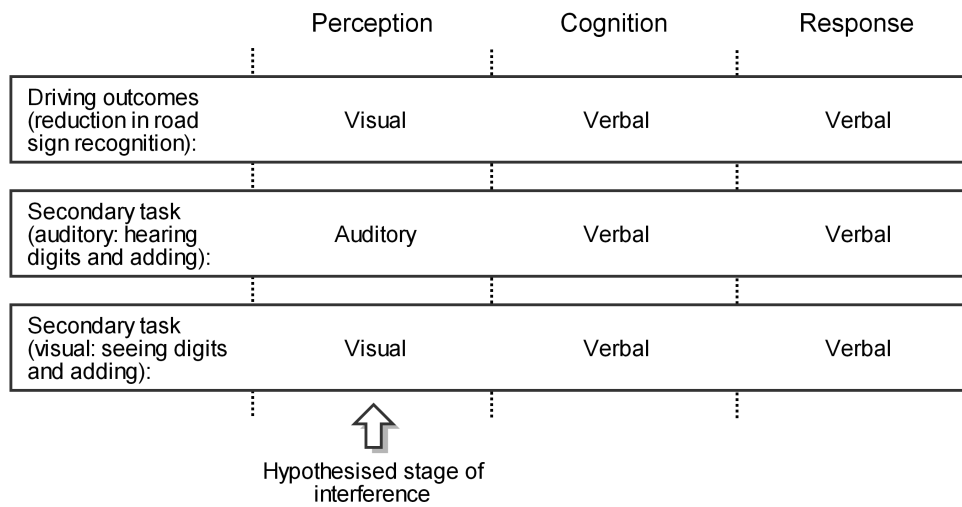 Perception Cognition Response
Driving outcomes
(reduction in road
sign recognition):
Visual Verbal Verbal
Secondary task
(auditory: hearing
digits and adding):
Auditory Verbal Verbal
Secondary task
(visual: seeing digits
and adding):
Visual Verbal Verbal
Hypothesised stage of
interference